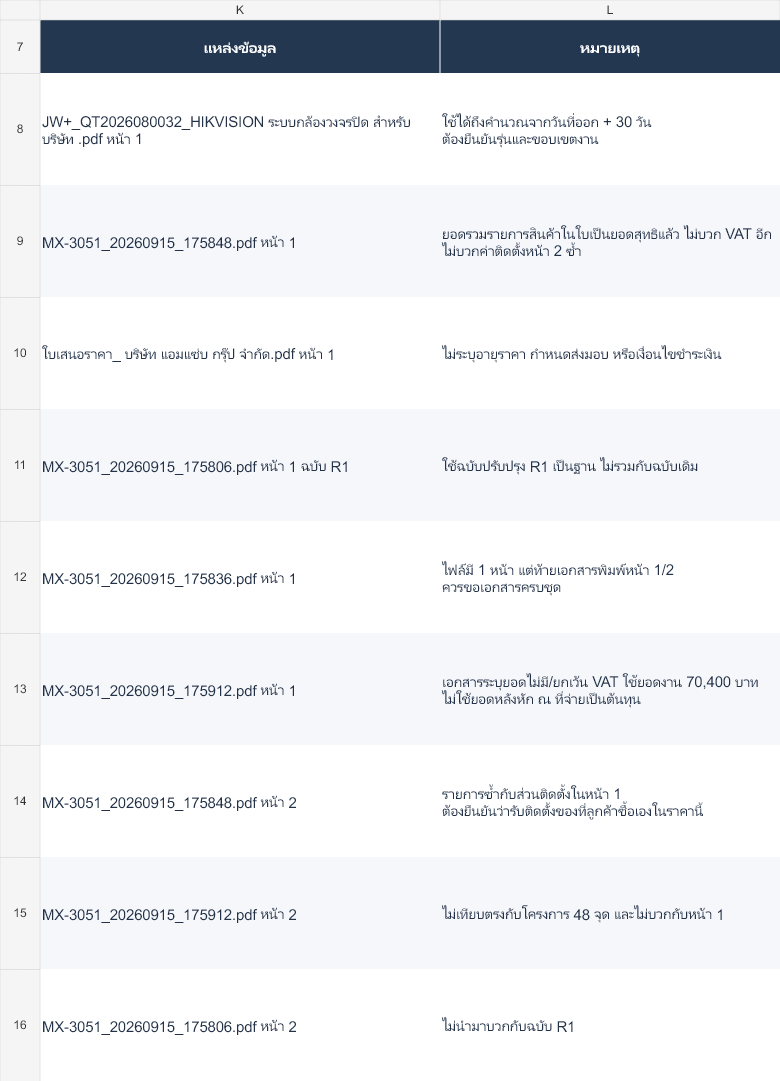 K L
7 แหล่งข้อมูล หมายเหตุ
8 JW+_QT2026080032_HIKVISION ระบบกล้องวงจรปิด สำหรับ
บริษัท .pdf หน้า 1
ใช้ได้ถึงคำนวณจากวันที่ออก + 30 วัน
ต้องยืนยันรุ่นและขอบเขตงาน
9 MX-3051_20260915_175848.pdf หน้า 1
ยอดรวมรายการสินค้าในใบเป็นยอดสุทธิแล้ว ไม่บวก VAT อีก
ไม่บวกค่าติดตั้งหน้า 2 ซ้ำ
10 ใบเสนอราคา_ บริษัท แอมแซ่บ กรุ๊ป จำกัด.pdf หน้า 1
ไม่ระบุอายุราคา กำหนดส่งมอบ หรือเงื่อนไขชำระเงิน
11 MX-3051_20260915_175806.pdf หน้า 1 ฉบับ R1
ใช้ฉบับปรับปรุง R1 เป็นฐาน ไม่รวมกับฉบับเดิม
12 MX-3051_20260915_175836.pdf หน้า 1
ไฟล์มี 1 หน้า แต่ท้ายเอกสารพิมพ์หน้า 1/2
ควรขอเอกสารครบชุด
13 MX-3051_20260915_175912.pdf หน้า 1
เอกสารระบุยอดไม่มี/ยกเว้น VAT ใช้ยอดงาน 70,400 บาท
ไม่ใช้ยอดหลังหัก ณ ที่จ่ายเป็นต้นทุน
14 MX-3051_20260915_175848.pdf หน้า 2
รายการซ้ำกับส่วนติดตั้งในหน้า 1
ต้องยืนยันว่ารับติดตั้งของที่ลูกค้าซื้อเองในราคานี้
15 MX-3051_20260915_175912.pdf หน้า 2
ไม่เทียบตรงกับโครงการ 48 จุด และไม่บวกกับหน้า 1
16 MX-3051_20260915_175806.pdf หน้า 2
ไม่นำมาบวกกับฉบับ R1